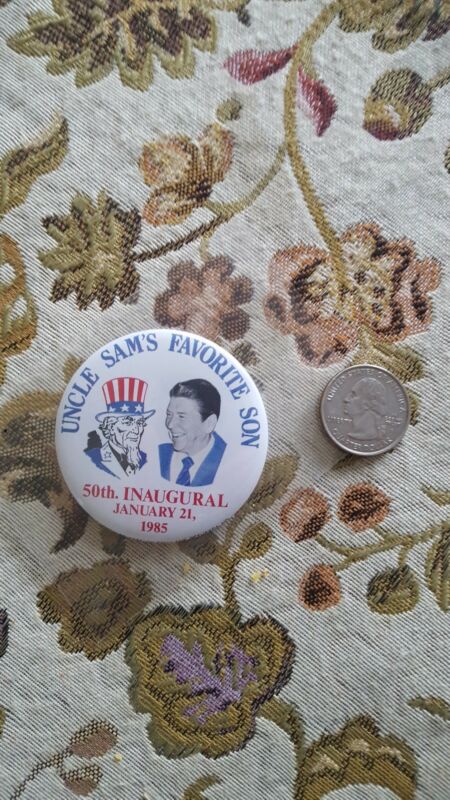 UNCLE SAM'S FAVORITE SON
50th. INAUGURAL
JANUARY 21,
1985